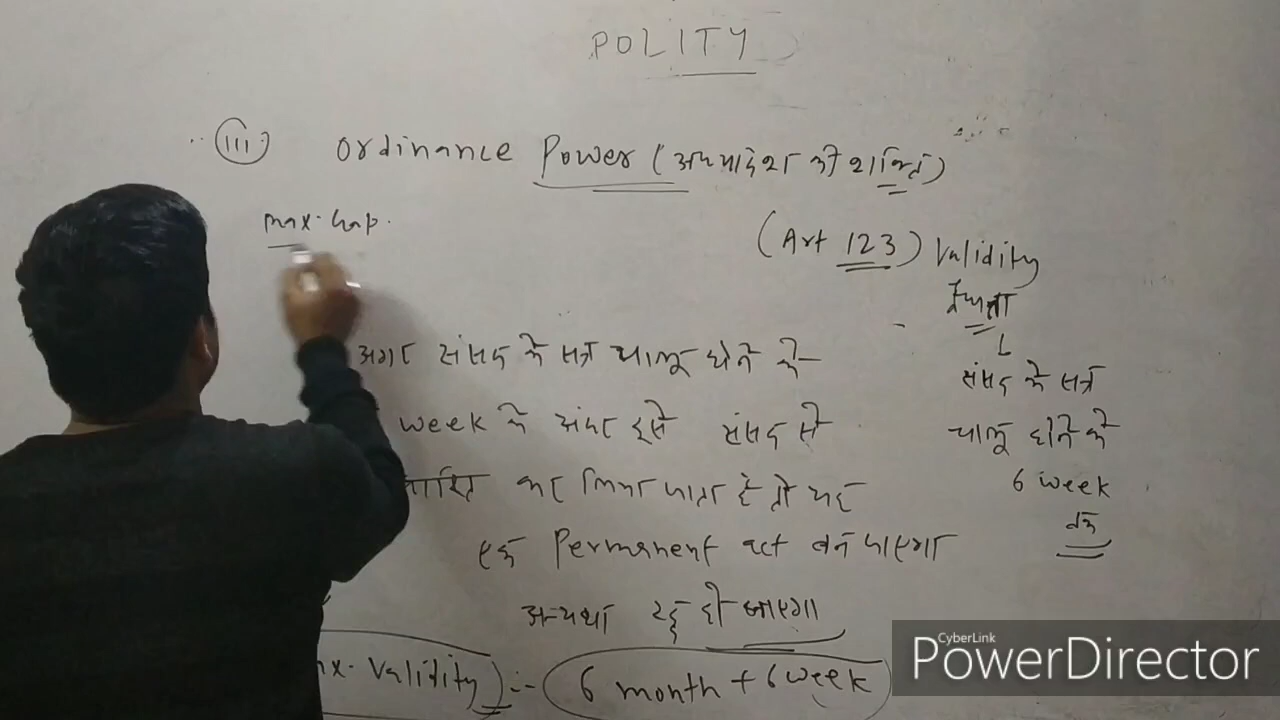 POLITY
(iii) Ordinance Power (अध्यादेश की शक्ति)
max. Gap.
(Art 123) Validity
संसद के सत्र
चालू होने के
6 week
तक
अगर संसद के सत्र चालू होने के
week के अंदर इसे संसद से
पारित कर लिया जाता है तो यह
एक Permanent act बन जाएगा
अन्यथा रद्द हो जाएगा
Validity :- 6 month + 6 week
CyberLink
PowerDirector